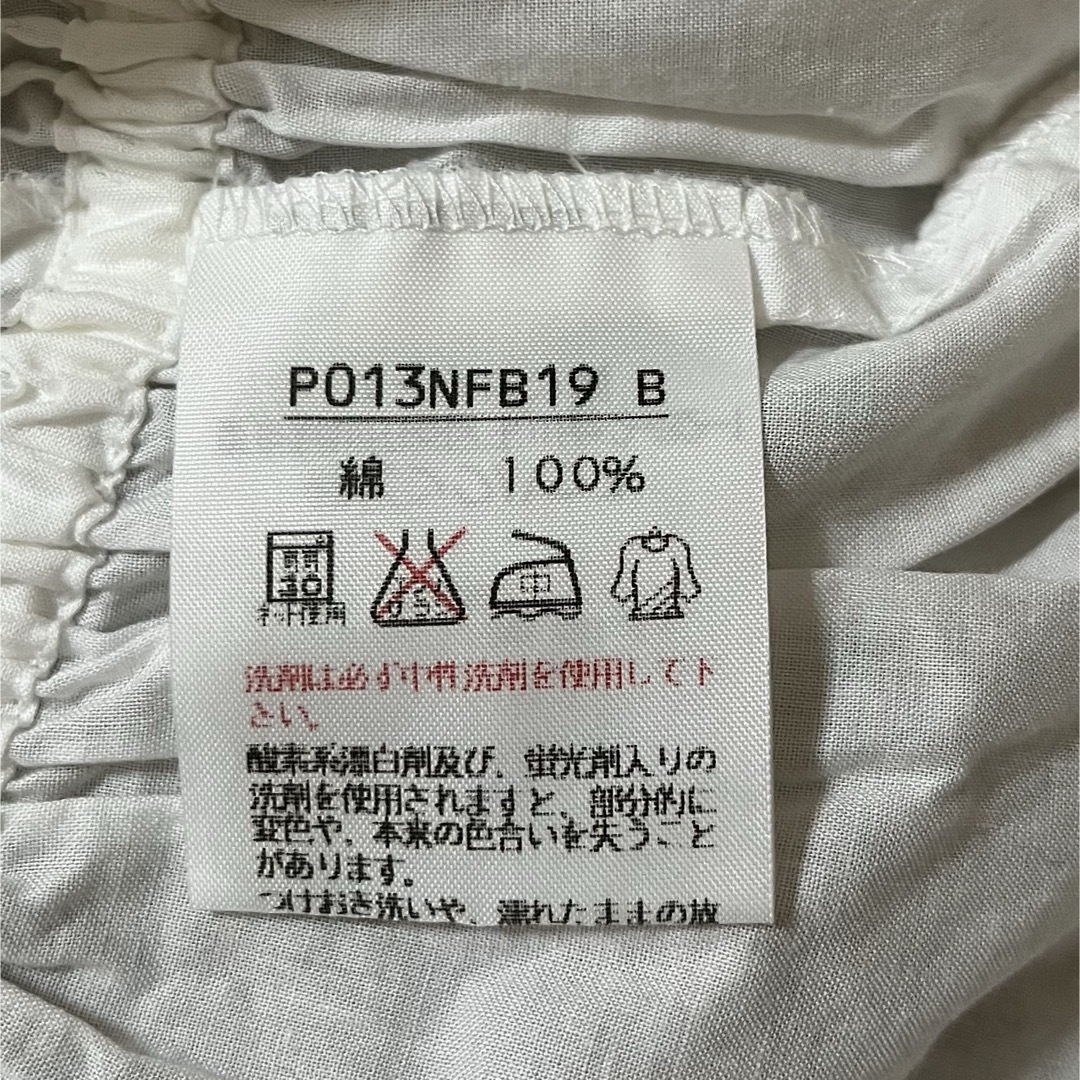 P013NFB19 B
綿 100%
弱 30 中
ネット使用
洗剤は必ず中性洗剤を使用して下
さい。
酸素系漂白剤及び、蛍光剤入りの
洗剤を使用されますと、部分的に
変色や、本来の色合いを失うこと
があります。
つけおき洗いや、濡れたままの放